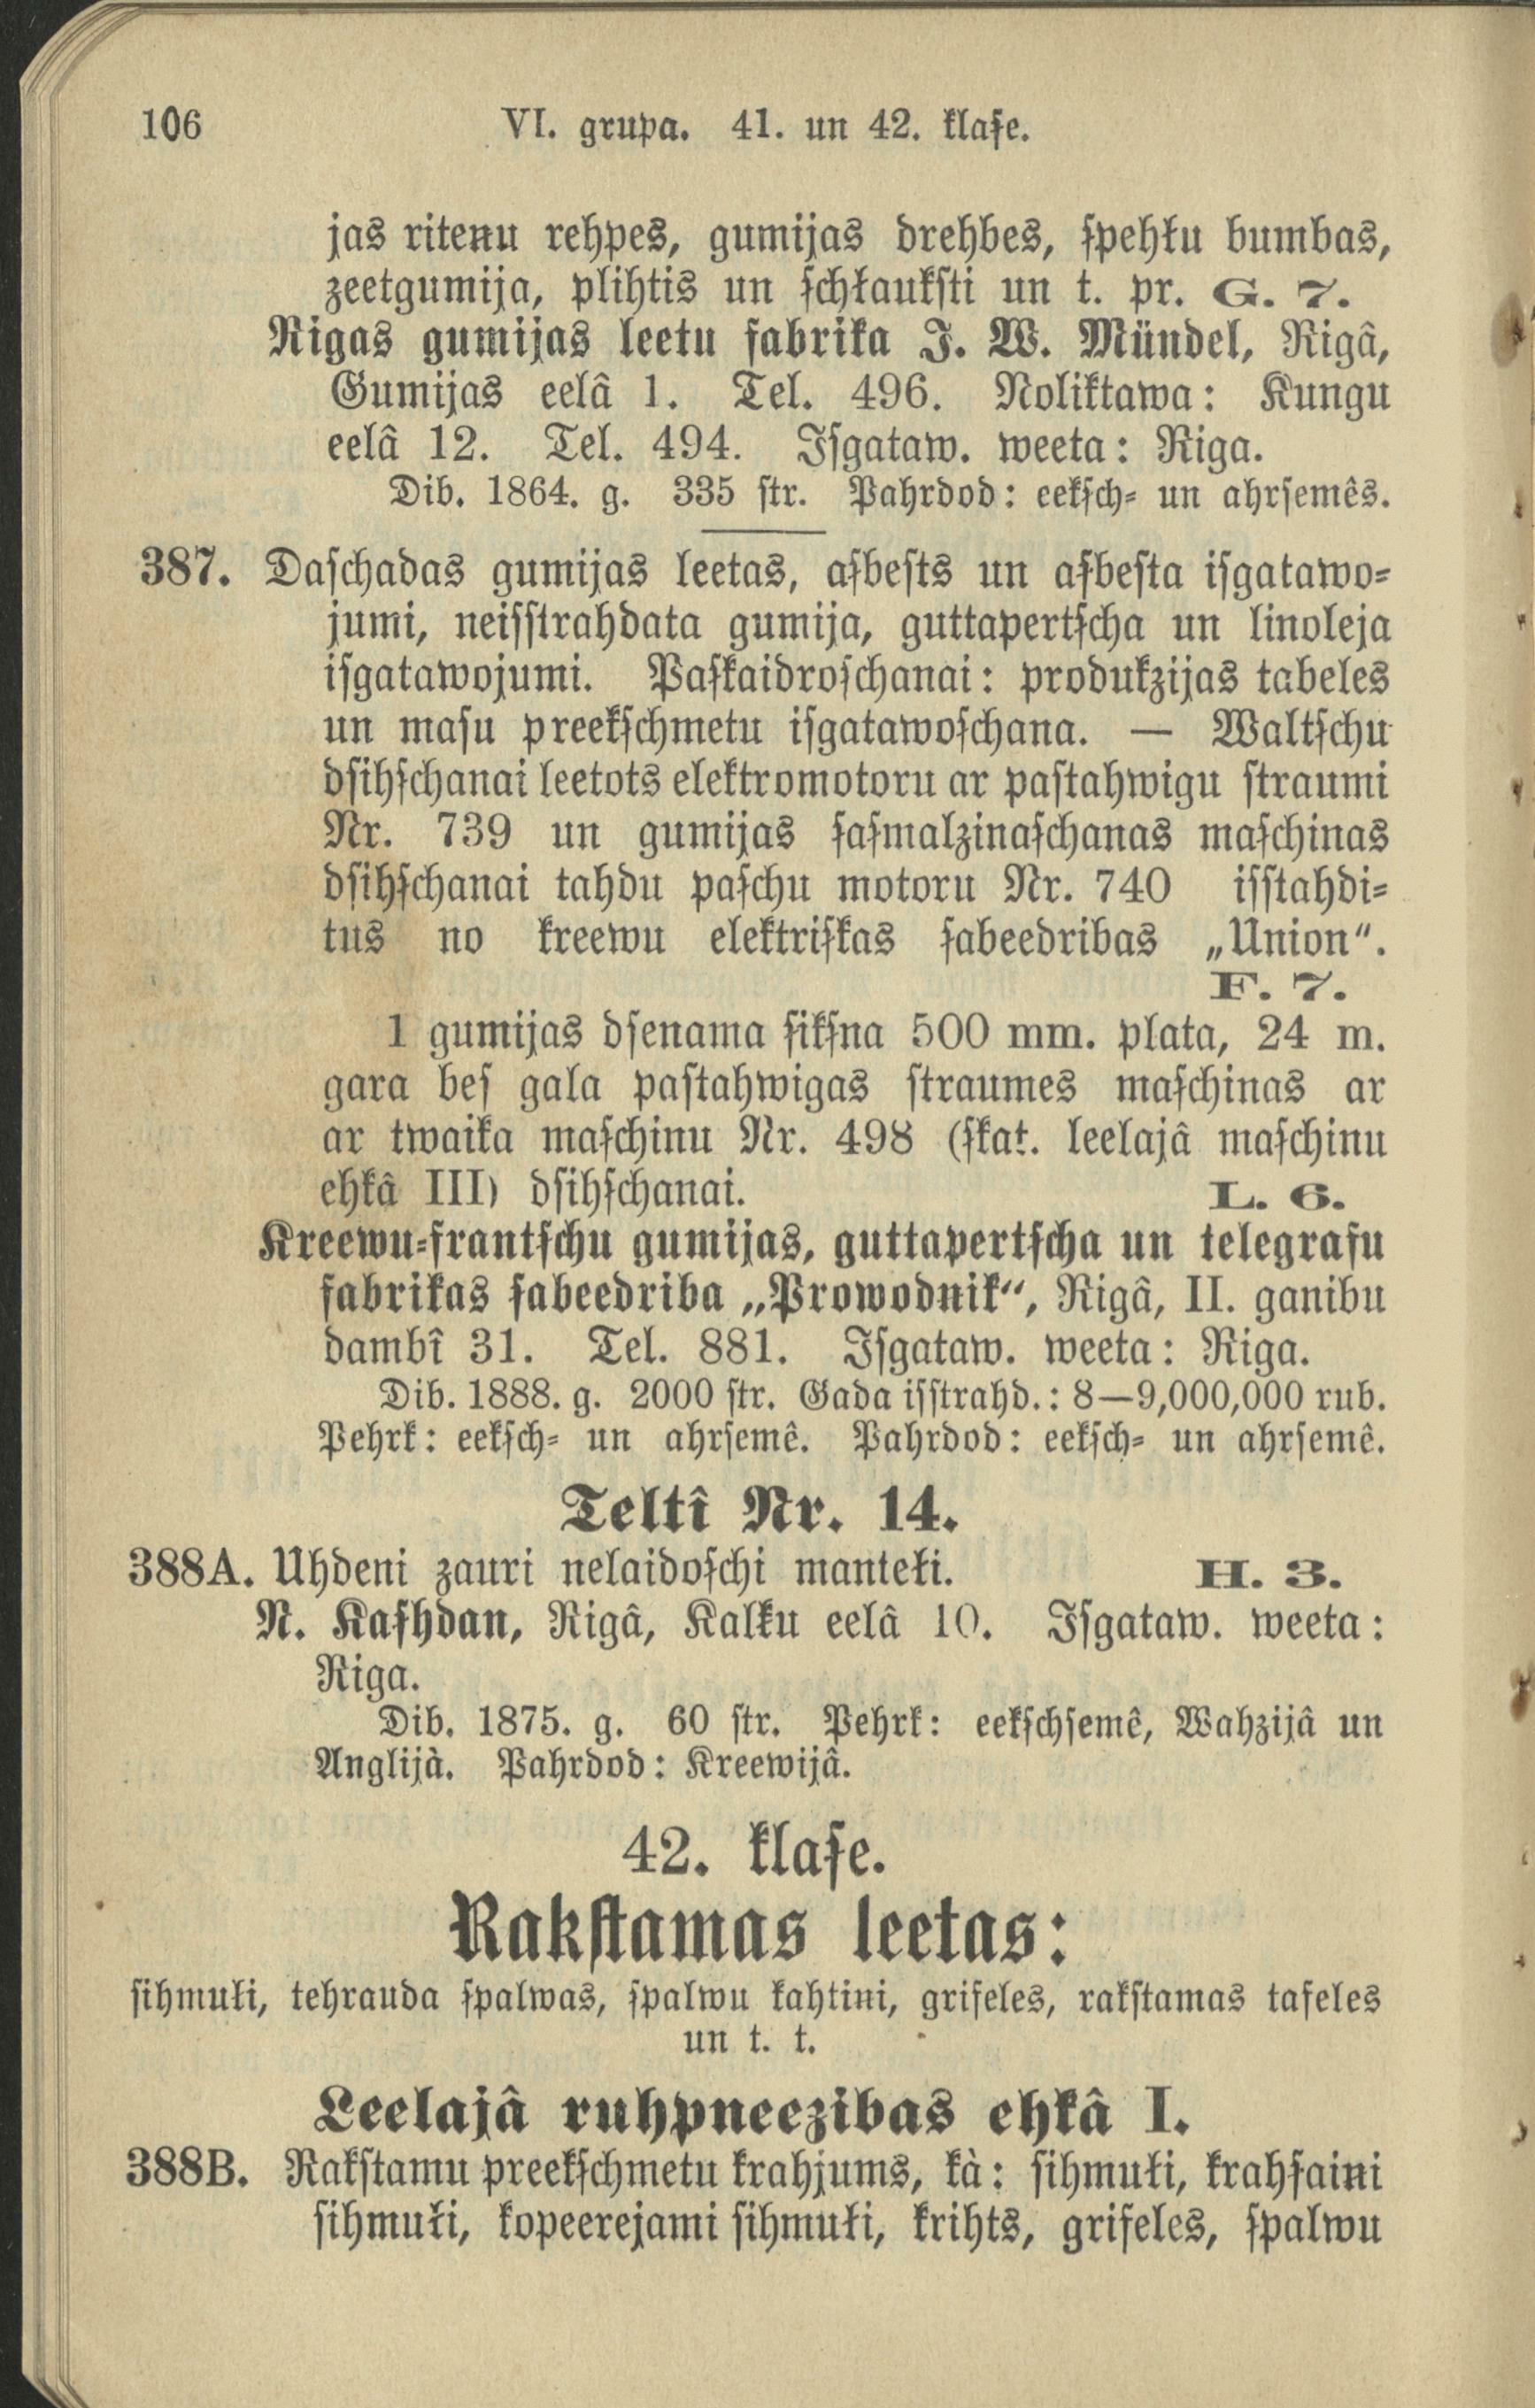 106 VI. grupa. 41. un 42. klaſe.
jas ritenu rehpes, gumijas drehbes, ſpehłu bumbas,
zeetgumija, plihtis un ſchłaukſti un t. pr. G. 7.
Rigas gumijas leetu fabrika J. W. Mündel, Rigâ,
Gumijas eelâ 1. Tel. 496. Noliktawa: Kungu
eelâ 12. Tel. 494. Iſgataw. weeta: Riga.
Dib. 1864. g. 335 ſtr. Pahrdod: eekſch- un ahrſemês.
387. Daſchadas gumijas leetas, aſbeſts un aſbeſta iſgatawo-
jumi, neiſſtrahdata gumija, guttapertſcha un linoleja
iſgatawojumi. Paſkaidroſchanai: produkzijas tabeles
un maſu preekſchmetu iſgatawoſchana. — Waltſchu
dſihſchanai leetots elektromotoru ar paſtahwigu ſtraumi
Nr. 739 un gumijas ſaſmalzinaſchanas maſchinas
dſihſchanai tahdu paſchu motoru Nr. 740 iſſtahdi-
tus no kreewu elektriſkas ſabeedribas „Union“.
F. 7.
1 gumijas dſenama ſikſna 500 mm. plata, 24 m.
gara beſ gala paſtahwigas ſtraumes maſchinas ar
ar twaika maſchinu Nr. 498 (ſkat. leelajâ maſchinu
ehkâ III) dſihſchanai. L. 6.
Kreewu-frantſchu gumijas, guttapertſcha un telegrafu
fabrikas ſabeedriba „Prowodnik“, Rigâ, II. ganibu
dambî 31. Tel. 881. Iſgataw. weeta: Riga.
Dib. 1888. g. 2000 ſtr. Gada iſſtrahd.: 8—9,000,000 rub.
Pehrk: eekſch- un ahrſemê. Pahrdod: eekſch- un ahrſemê.
Teltî Nr. 14.
388A. Uhdeni zauri nelaidoſchi mantełi. H. 3.
N. Kaſhdan, Rigâ, Kalku eelâ 10. Iſgataw. weeta:
Riga.
Dib. 1875. g. 60 ſtr. Pehrk: eekſchſemê, Wahzijâ un
Anglijâ. Pahrdod: Kreewijâ.
42. klaſe.
Rakſtamas leetas:
ſihmułi, tehrauda ſpalwas, ſpalwu kahtini, grifeles, rakſtamas tafeles
un t. t.
Leelajâ ruhpneezibas ehkâ I.
388B. Rakſtamu preekſchmetu krahjums, kà: ſihmułi, krahſaini
ſihmułi, kopeerejami ſihmułi, krihts, grifeles, ſpalwu